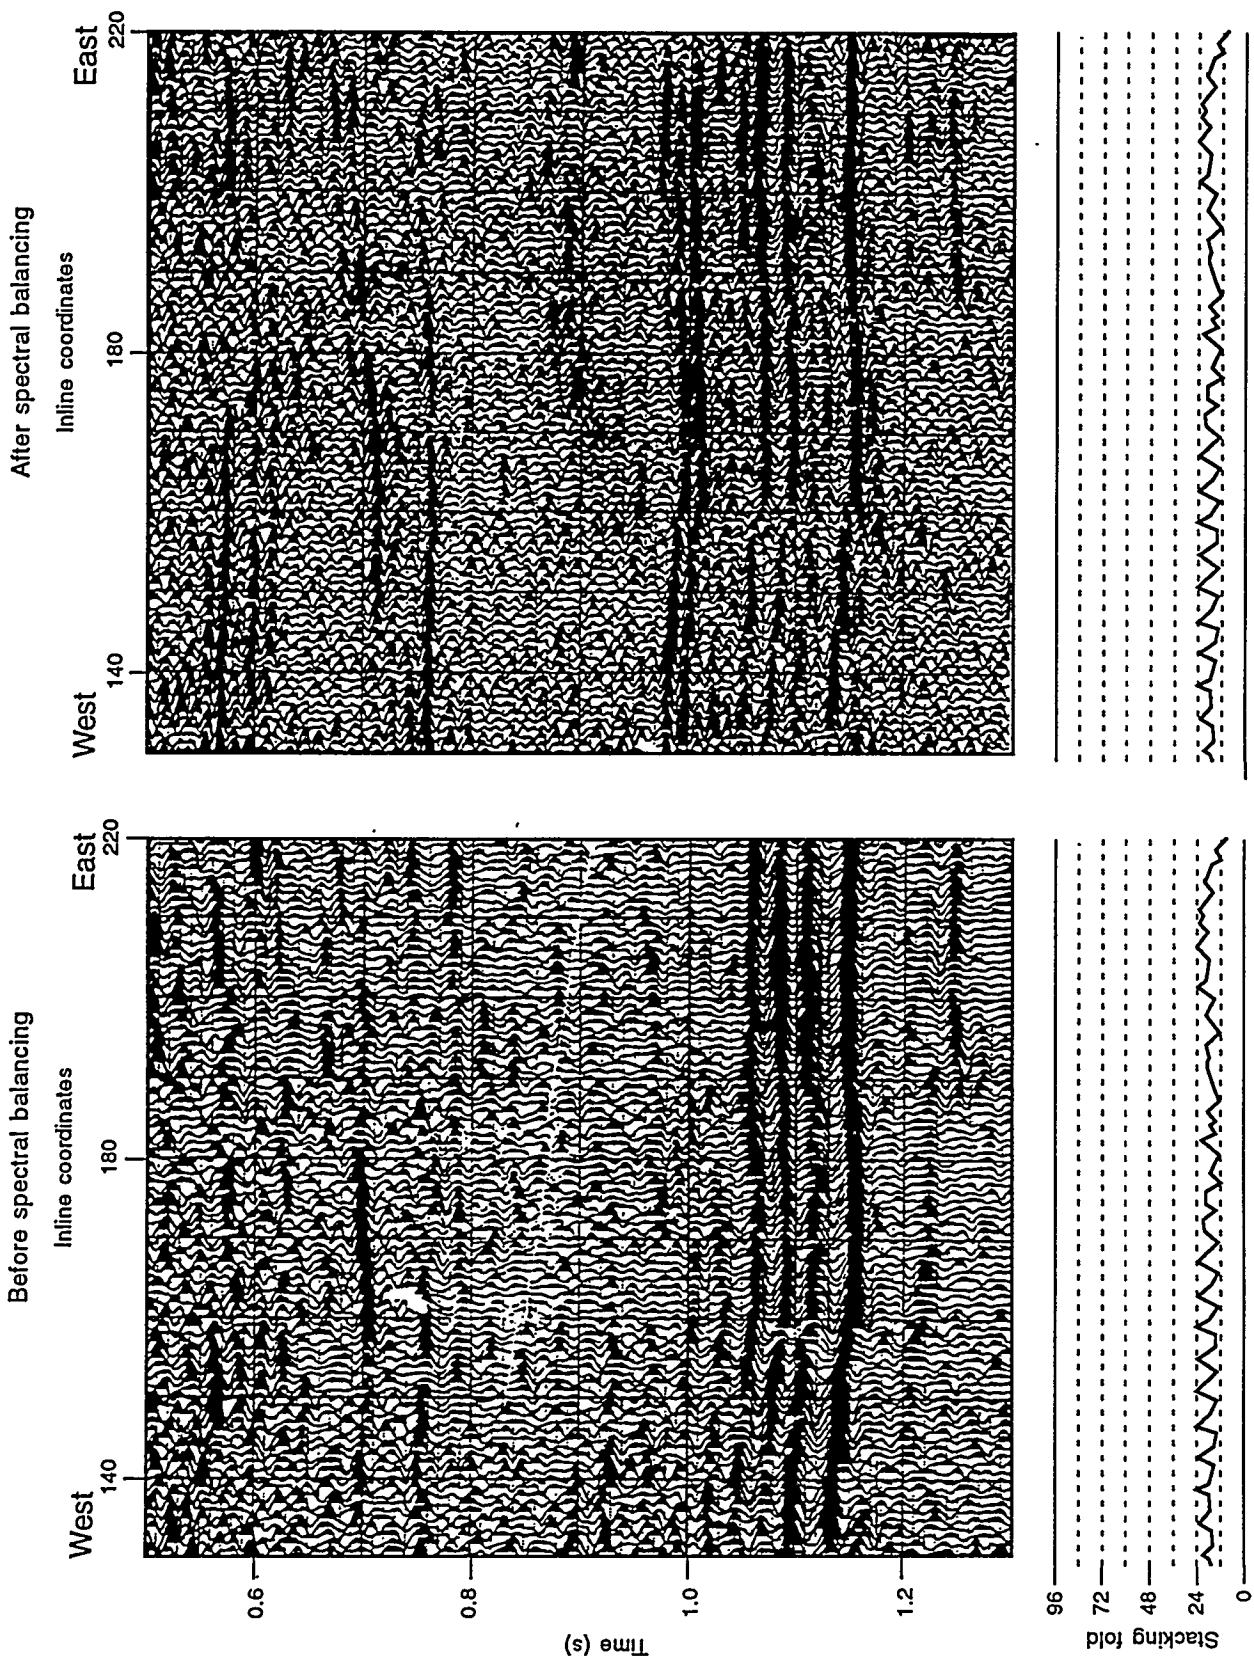 Before spectral balancing
Inline coordinates
West
140
180
220
East
After spectral balancing
Inline coordinates
West
140
180
220
East
0.6
0.8
1.0
1.2
Time (s)
96
72
48
24
0
Stacking fold